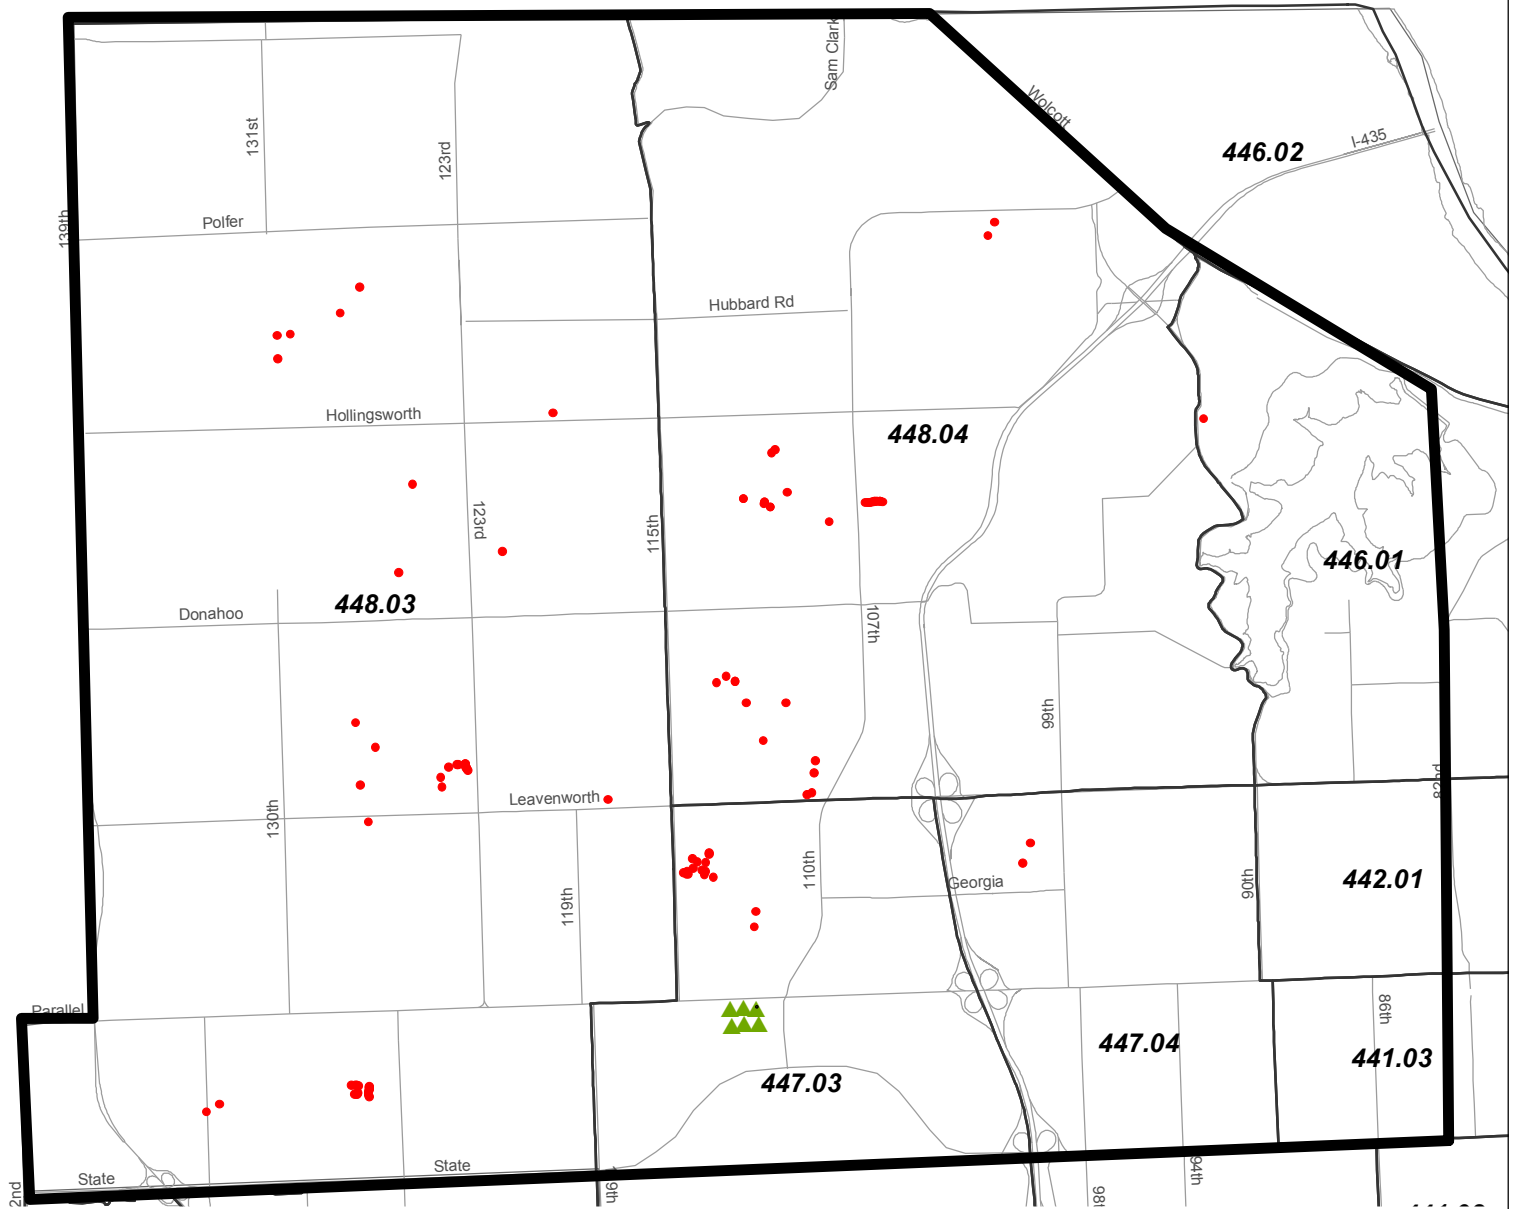 Sam Clark
Wolcott
131st
I-435
446.02
123rd
Polfer
139th
Hubbard Rd
Hollingsworth
448.04
123rd
115th
446.01
448.03
Donahoo
107th
99th
82nd
Leavenworth
130th
110th
Georgia
90th
442.01
119th
Parallel
86th
447.04
441.03
447.03
State
State
94th
2nd
9th
98t